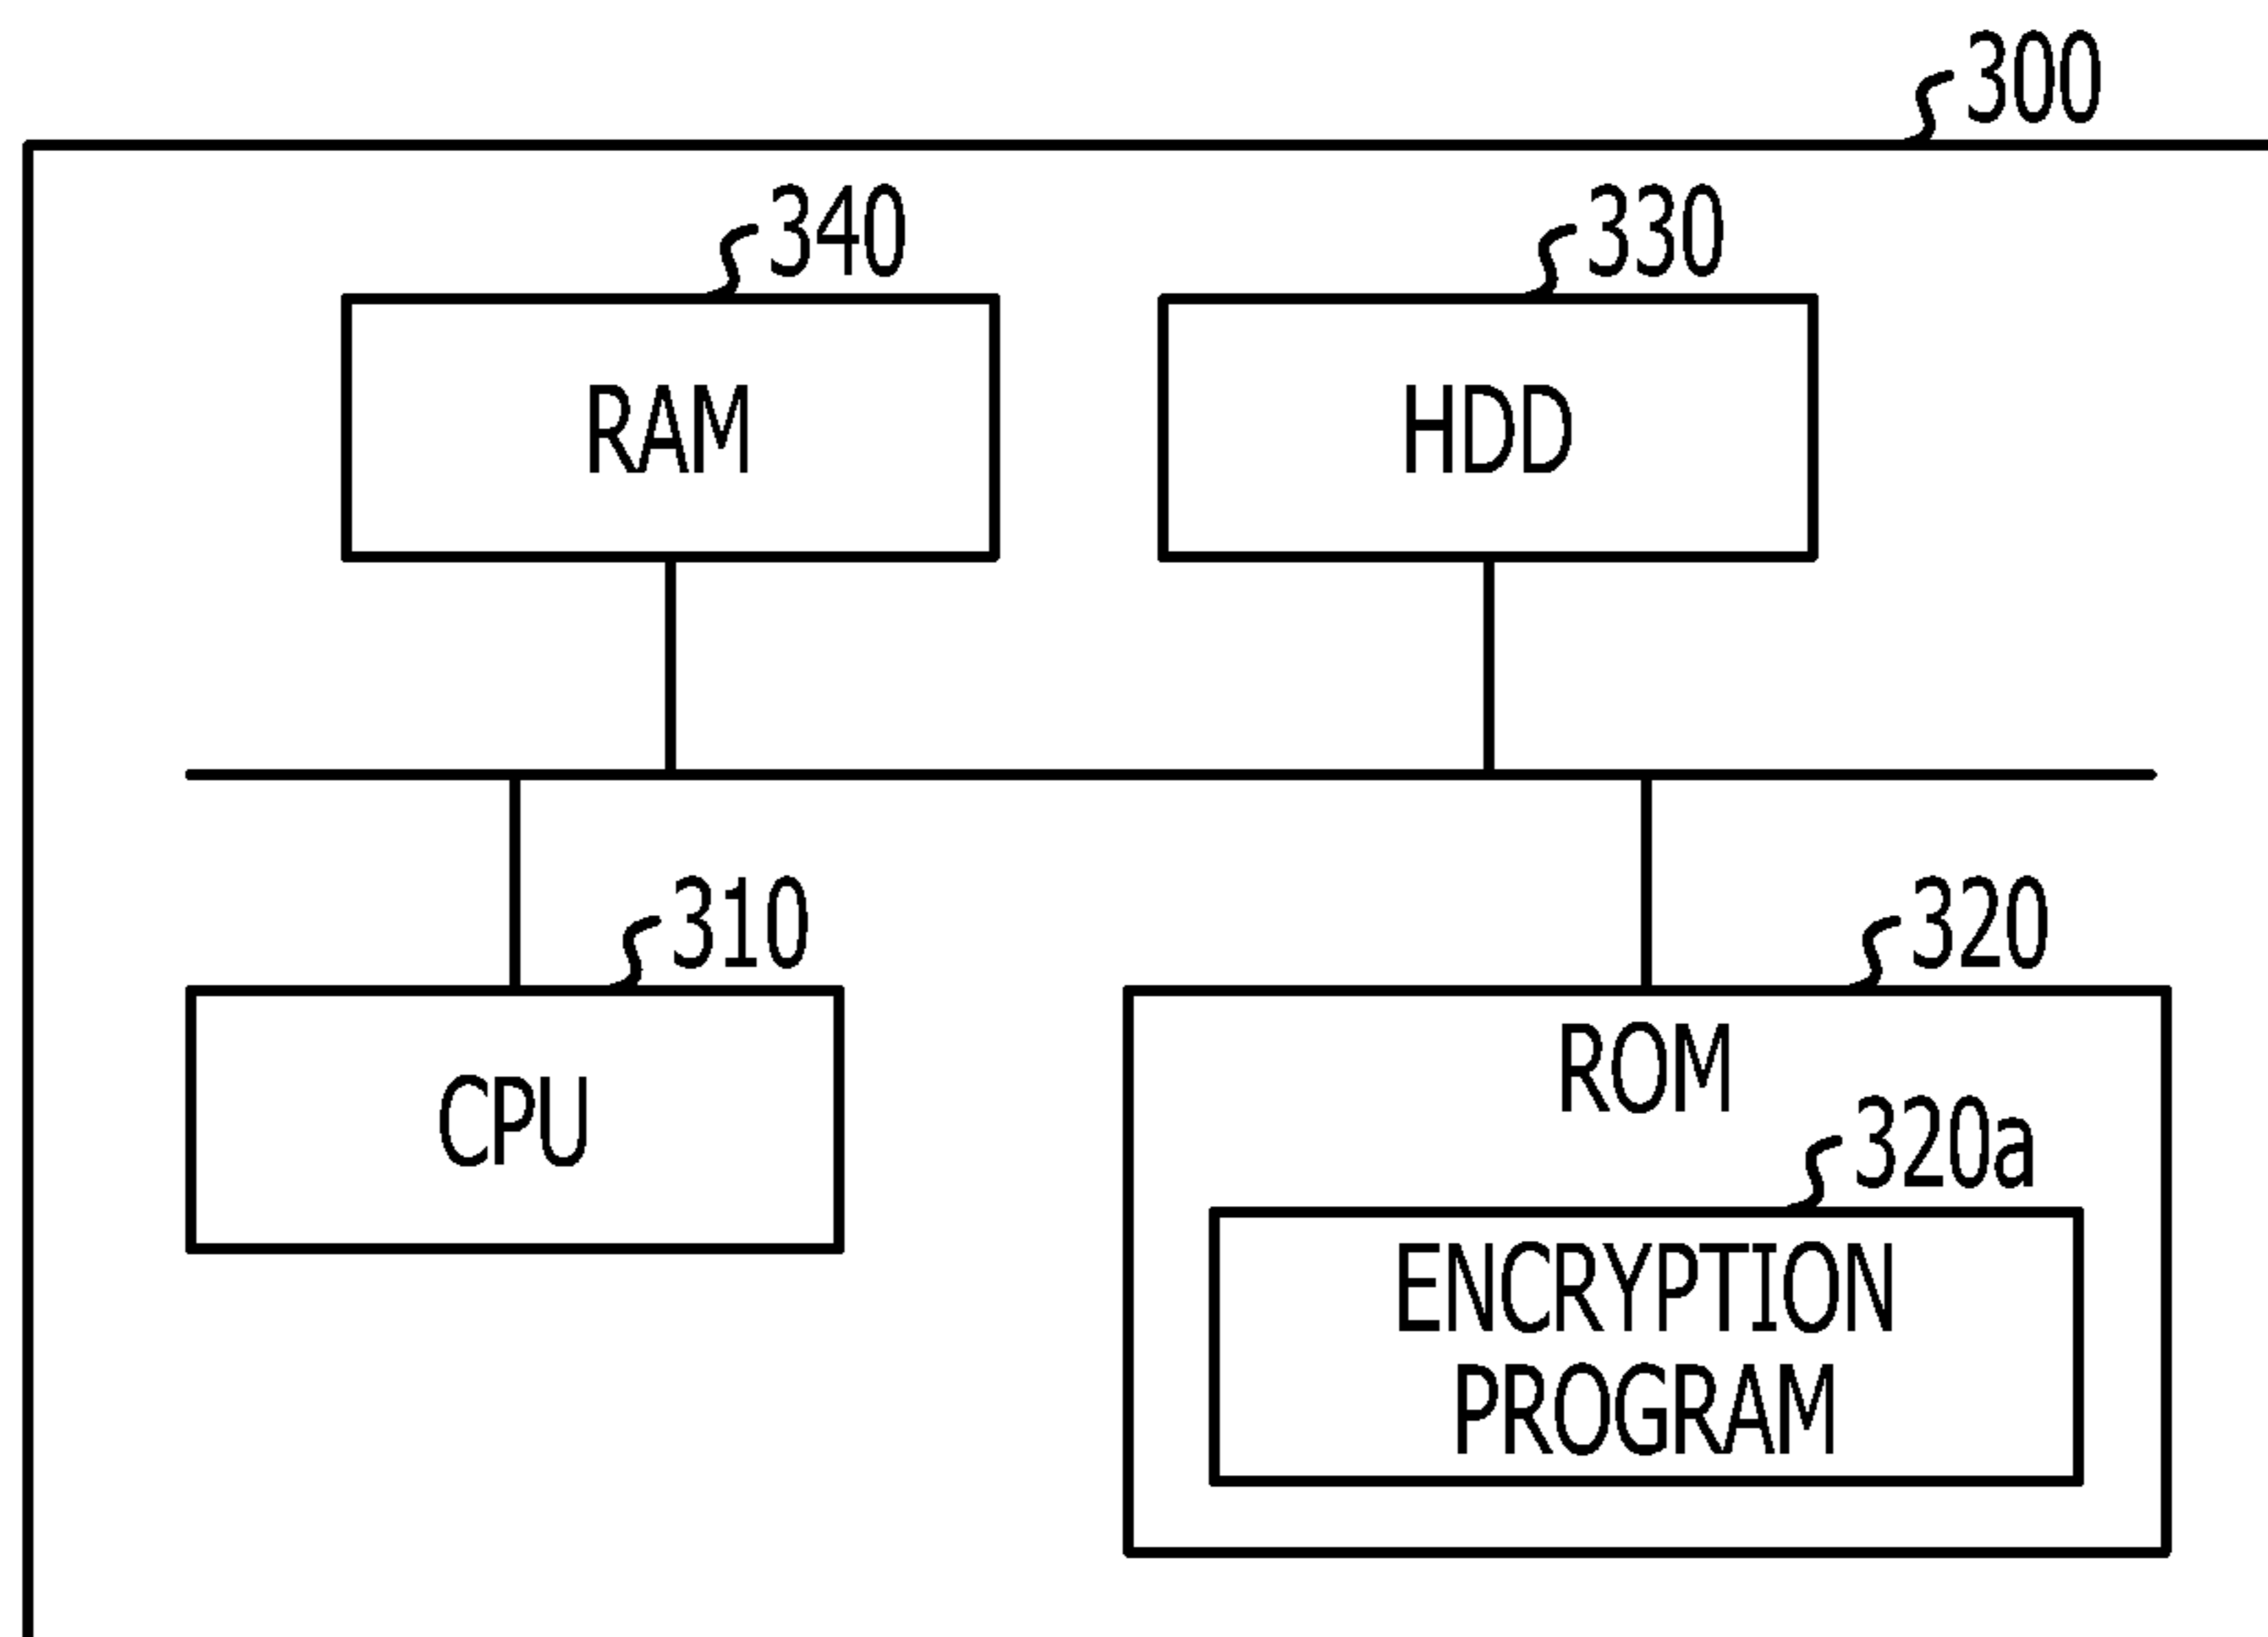 300
340
330
RAM
HDD
310
320
CPU
ROM
320a
ENCRYPTION
PROGRAM